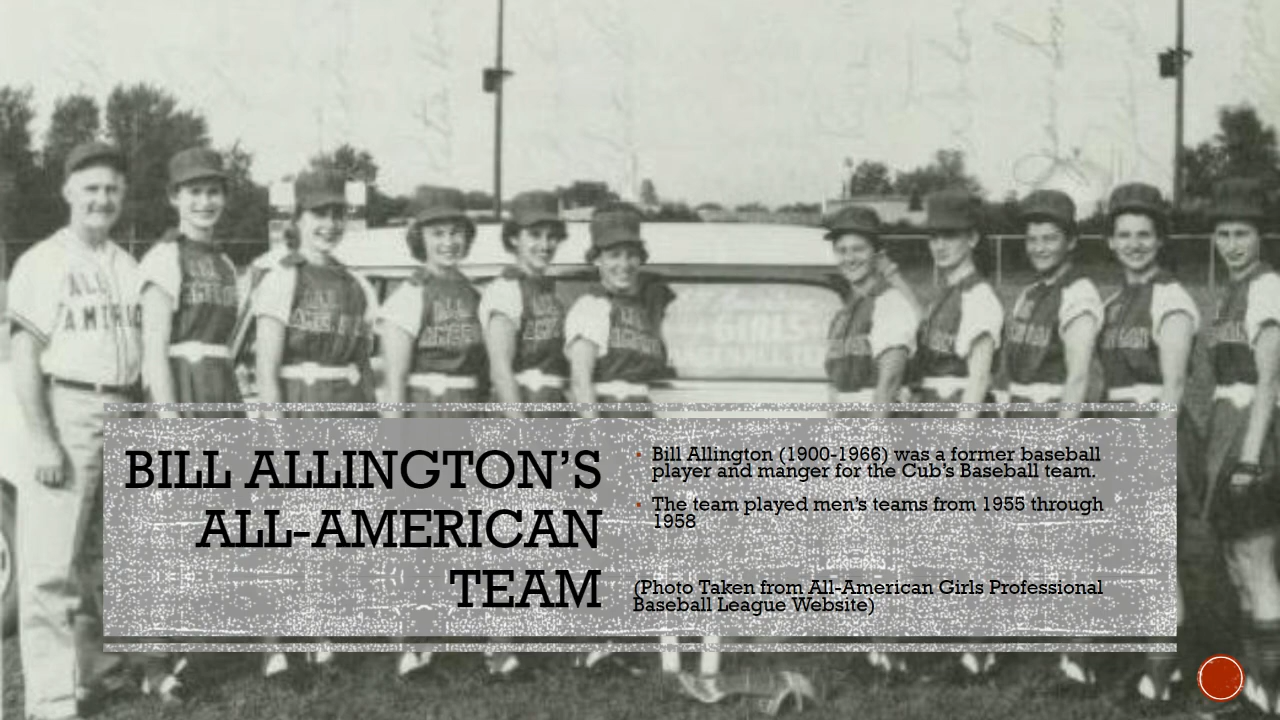 BILL ALLINGTON’S
ALL-AMERICAN
TEAM
Bill Allington (1900-1966) was a former baseball
player and manger for the Cub’s Baseball team.
The team played men’s teams from 1955 through
1958
(Photo Taken from All-American Girls Professional
Baseball League Website)
ALL
GIRLS